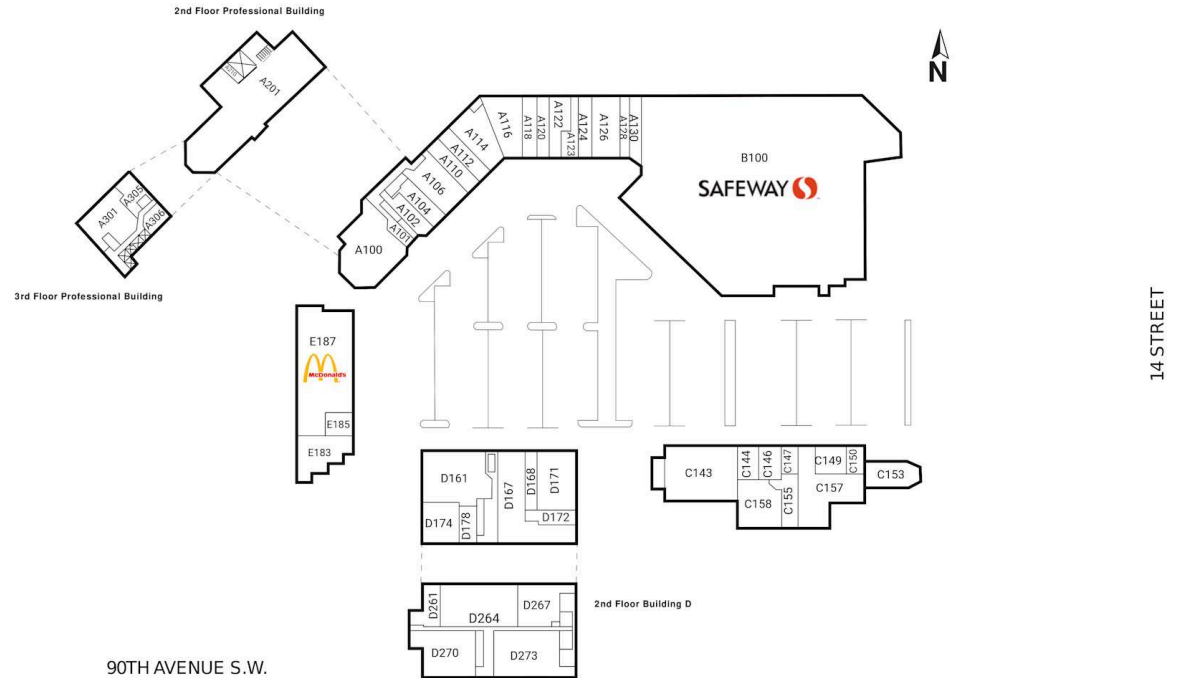 2nd Floor Professional Building
A210
A201
N
A116
A118
A120
A122
A123
A124
A126
A128
A130
A114
A112
A110
A106
A104
A102
A101
A100
B100
SAFEWAY
A305
A301
A306
3rd Floor Professional Building
14 STREET
E187
McDonald's
E185
E183
D161
D167
D168
D171
D174
D178
D172
C143
C144
C146
C147
C149
C150
C153
C158
C155
C157
D261
D264
D267
2nd Floor Building D
D270
D273
90TH AVENUE S.W.